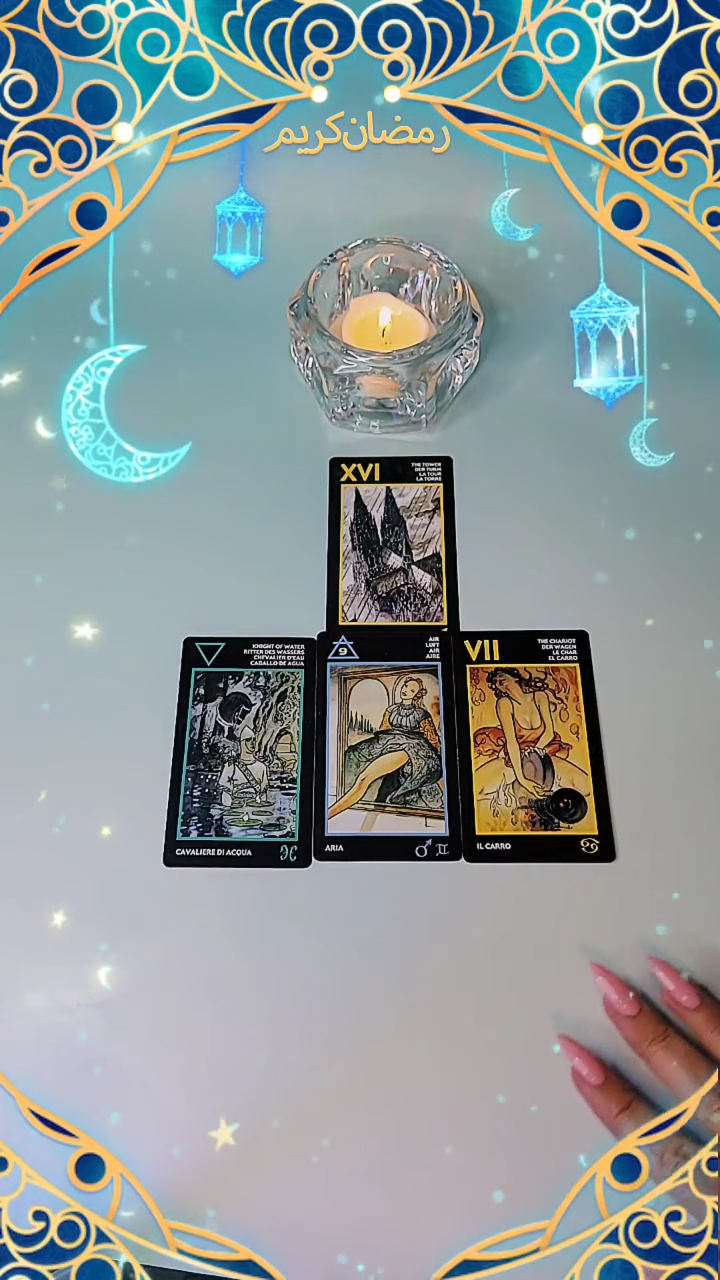 رمضان كريم
XVI
THE TOWER
DER TURM
LA TOUR
LA TORRE
KNIGHT OF WATER
RITTER DES WASSERS
CHEVALIER D'EAU
CABALLO DE AGUA
CAVALIERE DI ACQUA
9
AIR
LUFT
AIR
AIRE
ARIA
VII
THE CHARIOT
DER WAGEN
LE CHAR
EL CARRO
IL CARRO